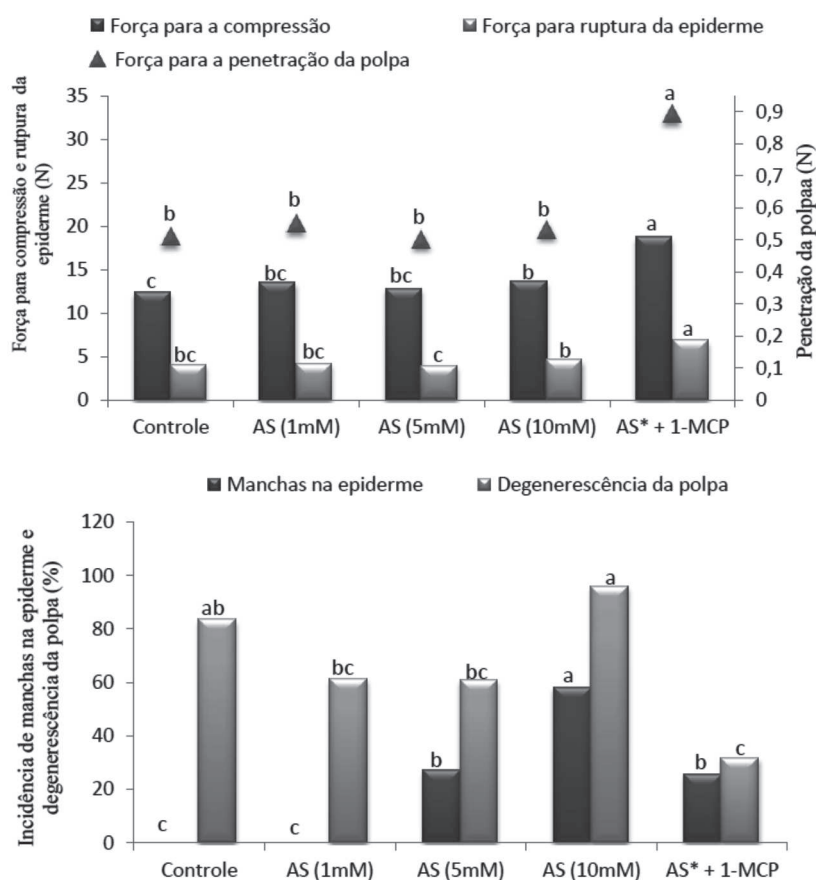 Força para a compressão
Força para ruptura da epiderme
Força para a penetração da polpa
Força para compressão e rutpura da
epiderme (N)
35
30
25
20
15
10
5
0
b
b
b
b
a
c
bc
bc
bc
bc
c
b
b
a
a
0,9
0,8
0,7
0,6
0,5
0,4
0,3
0,2
0,1
0
Penetração da polpaa (N)
Controle
AS (1mM)
AS (5mM)
AS (10mM)
AS* + 1-MCP
Manchas na epiderme
Degenerescência da polpa
Incidência de manchas na epiderme e
degenerescência da polpa (%)
120
100
80
60
40
20
0
c
ab
c
bc
b
bc
a
a
b
c
Controle
AS (1mM)
AS (5mM)
AS (10mM)
AS* + 1-MCP